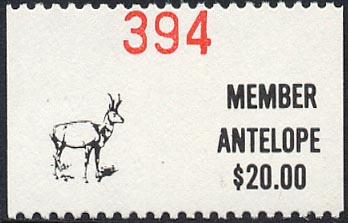 394
MEMBER
ANTELOPE
$20.00